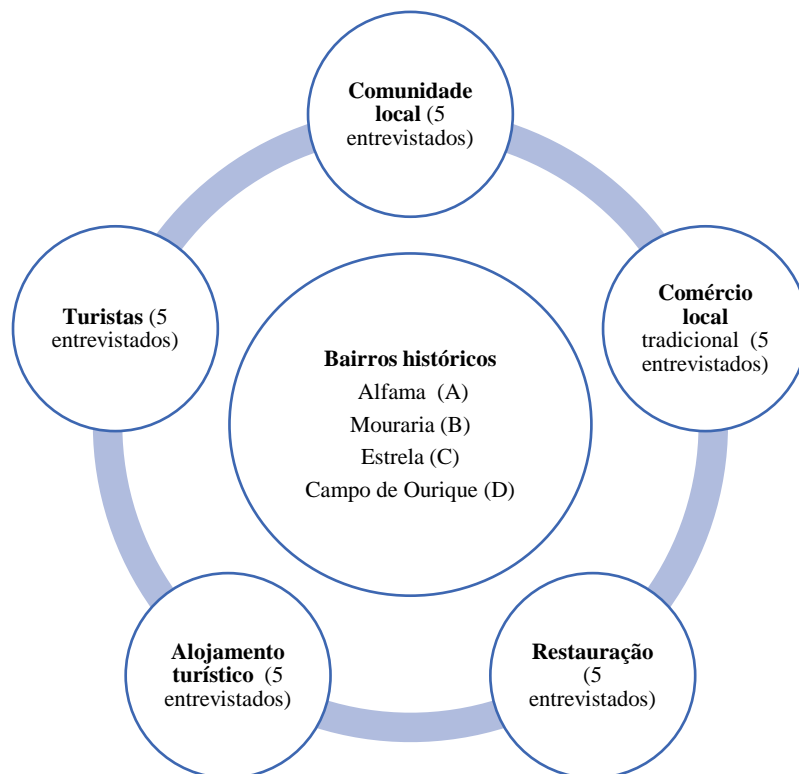 Comunidade
local (5
entrevistados)
Turistas (5
entrevistados)
Comércio
local
tradicional (5
entrevistados)
Bairros históricos
Alfama (A)
Mouraria (B)
Estrela (C)
Campo de Ourique (D)
Alojamento
turístico (5
entrevistados)
Restauração
(5
entrevistados)